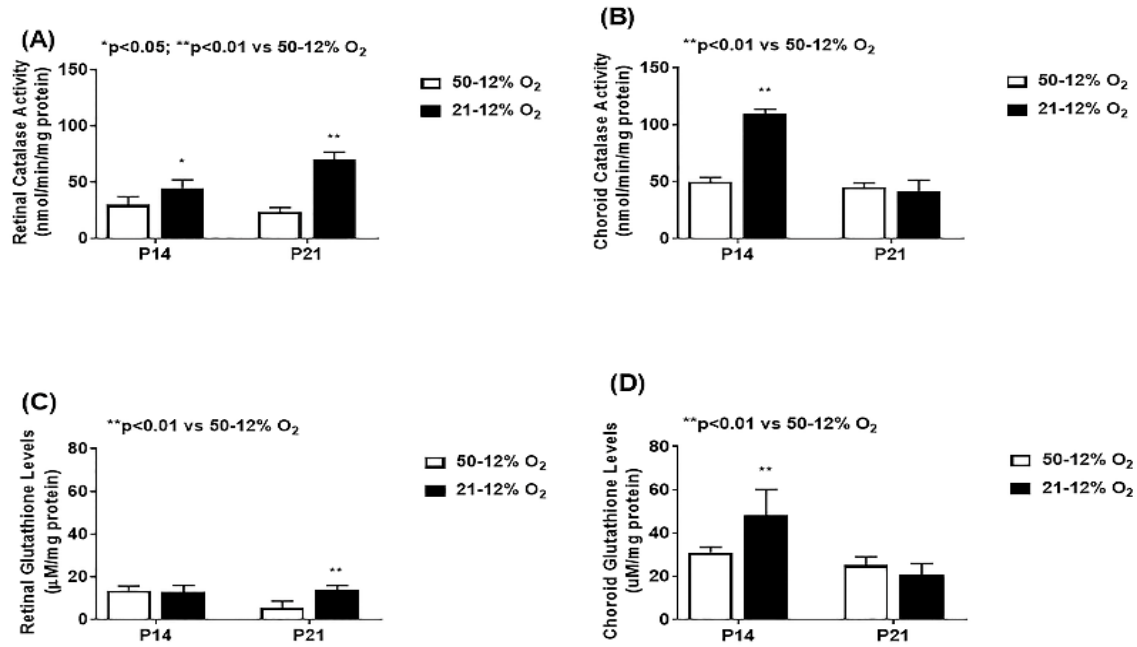 (A)
*p<0.05; **p<0.01 vs 50-12% O₂
Retinal Catalase Activity
(nmol/min/mg protein)
150
100
50
0
*
**
P14
P21
50-12% O₂
21-12% O₂
(B)
**p<0.01 vs 50-12% O₂
Choroid Catalase Activity
(nmol/min/mg protein)
150
100
50
0
**
P14
P21
50-12% O₂
21-12% O₂
(C)
**p<0.01 vs 50-12% O₂
Retinal Glutathione Levels
(μM/mg protein)
80
60
40
20
0
**
P14
P21
50-12% O₂
21-12% O₂
(D)
**p<0.01 vs 50-12% O₂
Choroid Glutathione Levels
(uM/mg protein)
80
60
40
20
0
**
P14
P21
50-12% O₂
21-12% O₂